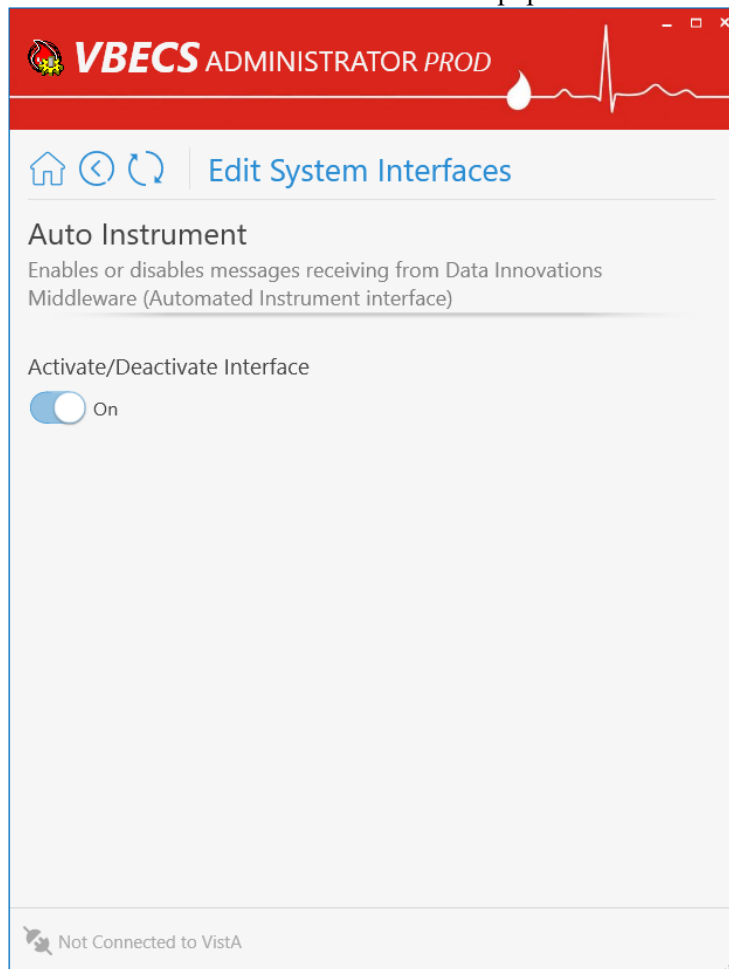 VBECS ADMINISTRATOR PROD
Edit System Interfaces
Auto Instrument
Enables or disables messages receiving from Data Innovations
Middleware (Automated Instrument interface)
Activate/Deactivate Interface
On
Not Connected to VistA